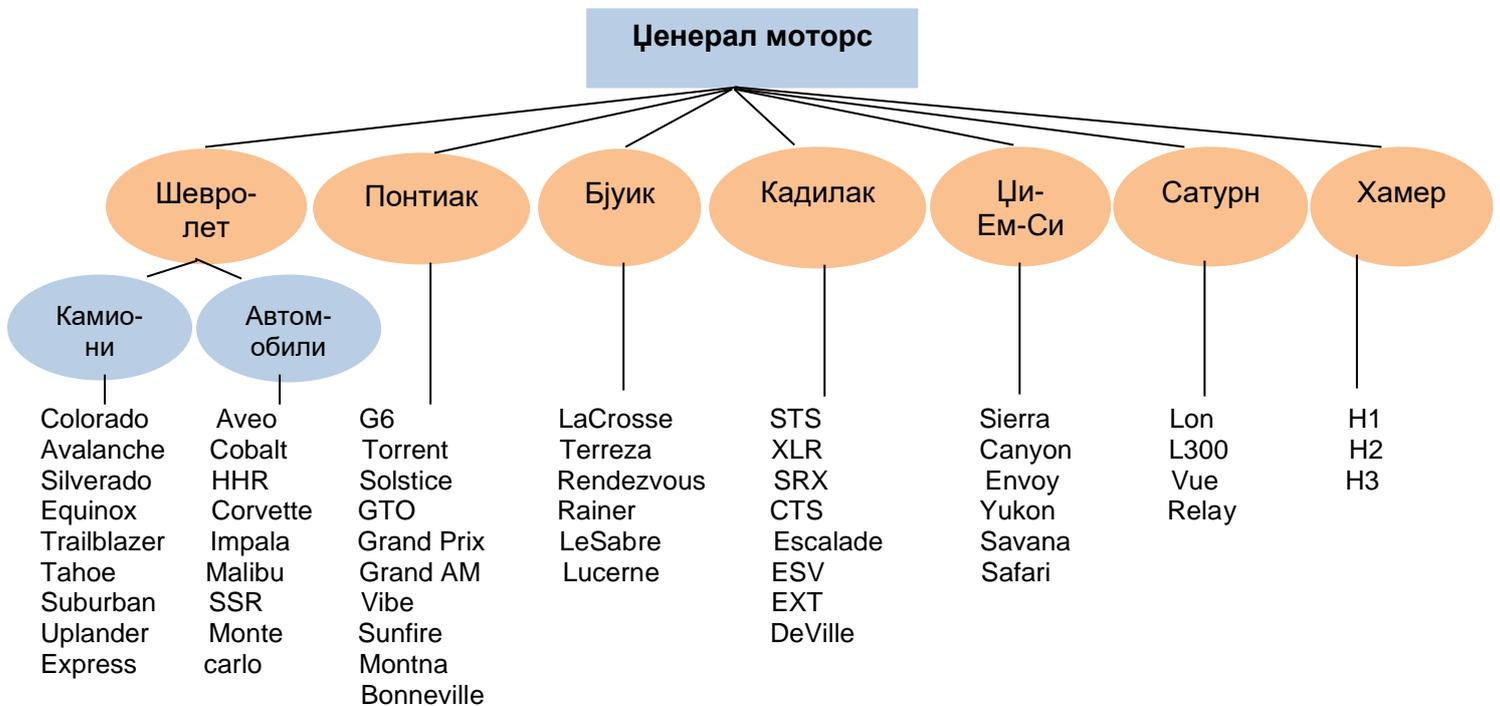 Џенерал моторс
Шевро-
лет
Понтиак
Бјуик
Кадилак
Џи-
Ем-Си
Сатурн
Хамер
Камио-
ни
Автом-
обили
Colorado
Avalanche
Silverado
Equinox
Trailblazer
Tahoe
Suburban
Uplander
Express
Aveo
Cobalt
HHR
Corvette
Impala
Malibu
SSR
Monte
carlo
G6
Torrent
Solstice
GTO
Grand Prix
Grand AM
Vibe
Sunfire
Montna
Bonneville
LaCrosse
Terreza
Rendezvous
Rainer
LeSabre
Lucerne
STS
XLR
SRX
CTS
Escalade
ESV
EXT
DeVille
Sierra
Canyon
Envoy
Yukon
Savana
Safari
Lon
L300
Vue
Relay
H1
H2
H3